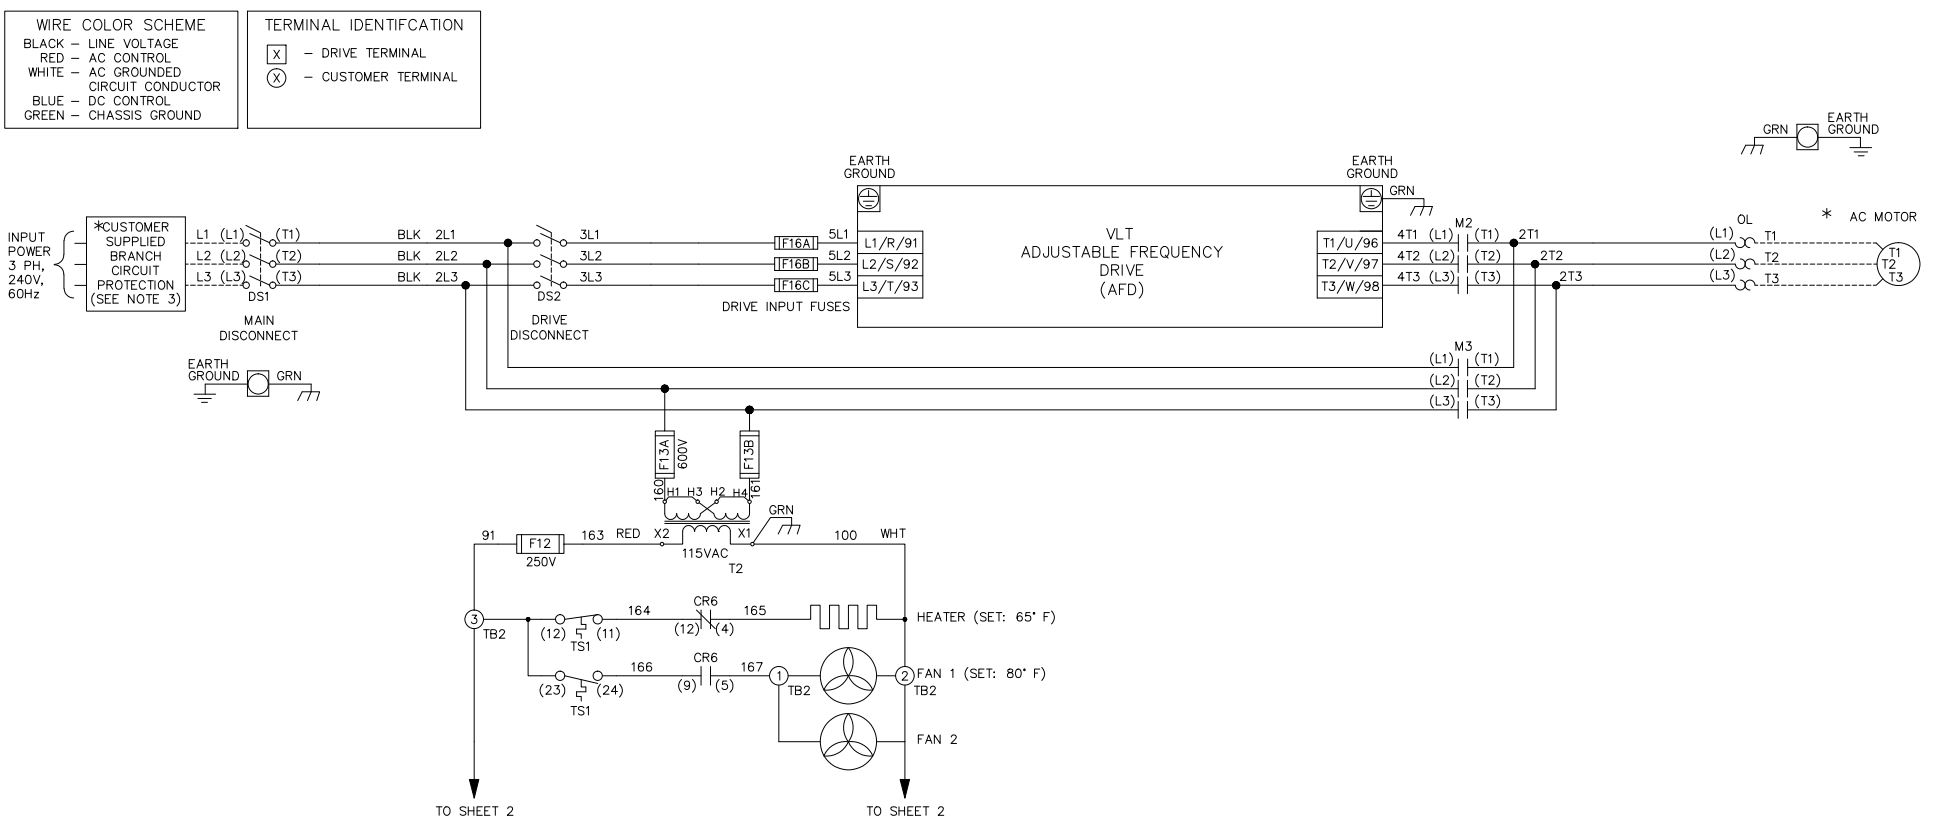 WIRE COLOR SCHEME
BLACK – LINE VOLTAGE
RED – AC CONTROL
WHITE – AC GROUNDED
CIRCUIT CONDUCTOR
BLUE – DC CONTROL
GREEN – CHASSIS GROUND
TERMINAL IDENTIFCATION
X – DRIVE TERMINAL
X – CUSTOMER TERMINAL
INPUT
POWER
3 PH,
240V,
60Hz
*CUSTOMER
SUPPLIED
BRANCH
CIRCUIT
PROTECTION
(SEE NOTE 3)
L1 (L1) (T1) BLK 2L1 3L1 F16A 5L1 L1/R/91
L2 (L2) (T2) BLK 2L2 3L2 F16B 5L2 L2/S/92
L3 (L3) (T3) BLK 2L3 3L3 F16C 5L3 L3/T/93
DS1
MAIN
DISCONNECT
DS2
DRIVE
DISCONNECT
DRIVE INPUT FUSES
EARTH
GROUND
GRN
EARTH
GROUND
VLT
ADJUSTABLE FREQUENCY
DRIVE
(AFD)
EARTH
GROUND
GRN
M2
T1/U/96 4T1 (L1) (T1) 2T1
T2/V/97 4T2 (L2) (T2) 2T2
T3/W/98 4T3 (L3) (T3) 2T3
GRN
EARTH
GROUND
OL
* AC MOTOR
(L1) T1
(L2) T2
(L3) T3
T1
T2
T3
M3
(L1) (T1)
(L2) (T2)
(L3) (T3)
F13A
600V
F13B
160
161
H1 H3 H2 H4
GRN
91 F12 163 RED X2 X1 100 WHT
250V
115VAC
T2
3
TB2
(12) (11)
TS1
164
CR6
(12) (4)
165
HEATER (SET: 65° F)
(23) (24)
TS1
166
CR6
(9) (5)
167
1
TB2
2
TB2
FAN 1 (SET: 80° F)
FAN 2
TO SHEET 2
TO SHEET 2